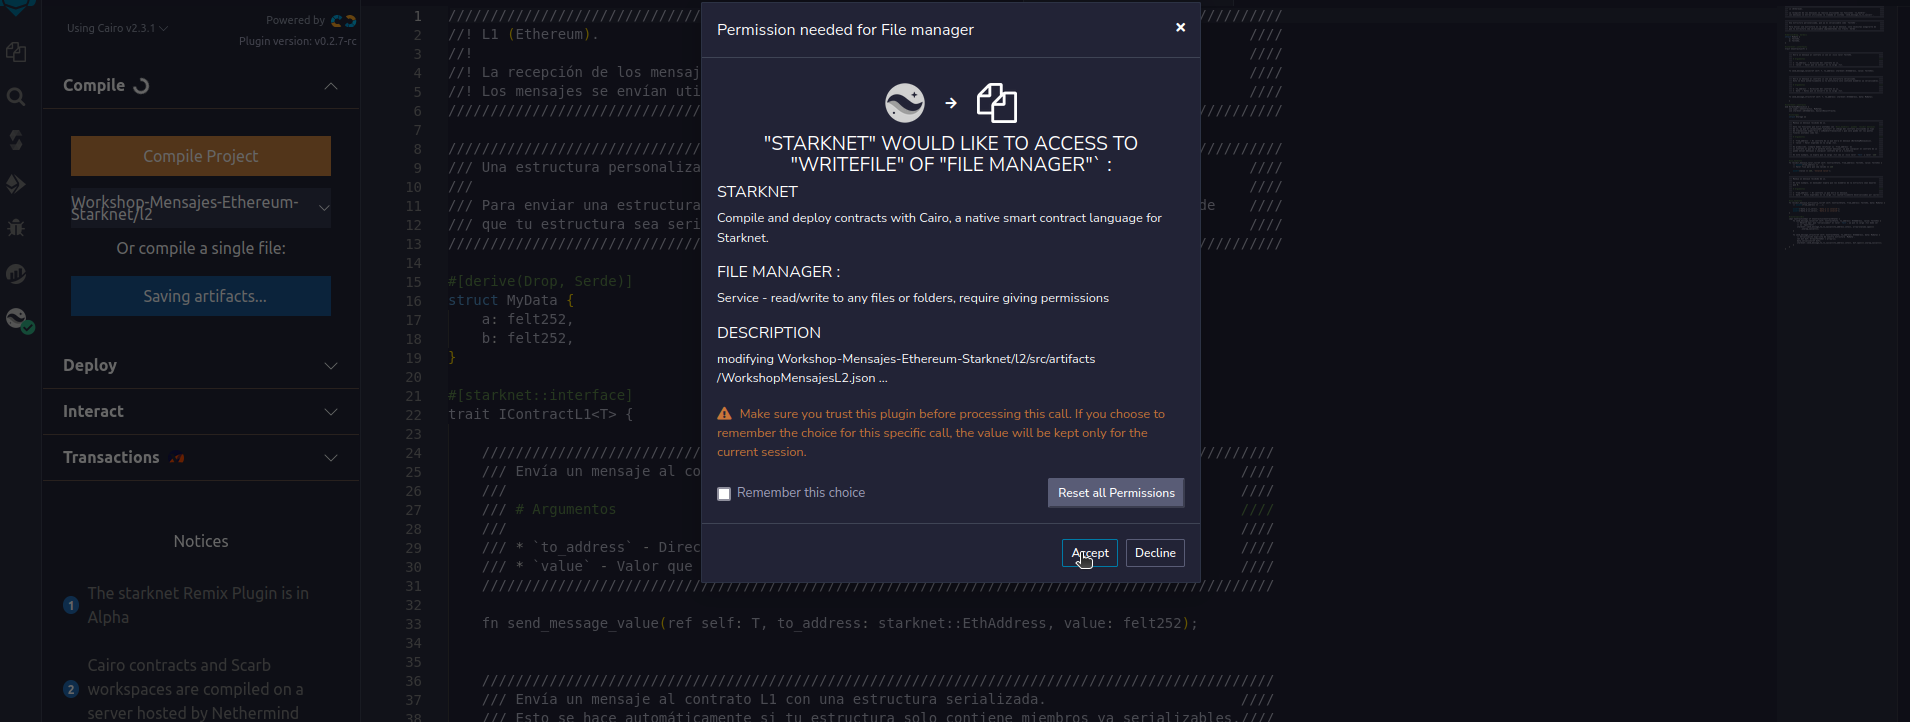 Using Cairo v2.3.1
Powered by
Plugin version: v0.2.7-rc
Compile
Compile Project
Workshop-Mensajes-Ethereum-
Starknet/l2
Or compile a single file:
Saving artifacts...
Deploy
Interact
Transactions
Notices
1 The starknet Remix Plugin is in
Alpha
2 Cairo contracts and Scarb
workspaces are compiled on a
server hosted by Nethermind
1 //////////////////////////////
2 //! L1 (Ethereum). ////
3 //! ////
4 //! La recepción de los mensaj ////
5 //! Los mensajes se envían uti ////
6 //////////////////////////////
7
8 //////////////////////////////
9 /// Una estructura personaliza ////
10 /// ////
11 /// Para enviar una estructura de ////
12 /// que tu estructura sea seri ////
13 //////////////////////////////
14
15 #[derive(Drop, Serde)]
16 struct MyData {
17 a: felt252,
18 b: felt252,
19 }
20
21 #[starknet::interface]
22 trait IContractL1<T> {
23
24 //////////////////////////
25 /// Envía un mensaje al co ////
26 /// ////
27 /// # Argumentos ////
28 /// ////
29 /// * `to_address` - Direc ////
30 /// * `value` - Valor que ////
31 //////////////////////////////////////////////////////////////////////////////////////////////
32
33 fn send_message_value(ref self: T, to_address: starknet::EthAddress, value: felt252);
34
35
36 //////////////////////////////////////////////////////////////////////////////////////////////
37 /// Envía un mensaje al contrato L1 con una estructura serializada. ////
38 /// Esto se hace automáticamente si tu estructura solo contiene miembros ya serializables.////
Permission needed for File manager
"STARKNET" WOULD LIKE TO ACCESS TO
"WRITEFILE" OF "FILE MANAGER"` :
STARKNET
Compile and deploy contracts with Cairo, a native smart contract language for
Starknet.
FILE MANAGER :
Service - read/write to any files or folders, require giving permissions
DESCRIPTION
modifying Workshop-Mensajes-Ethereum-Starknet/l2/src/artifacts
/WorkshopMensajesL2.json ...
Make sure you trust this plugin before processing this call. If you choose to
remember the choice for this specific call, the value will be kept only for the
current session.
Remember this choice
Reset all Permissions
Accept
Decline